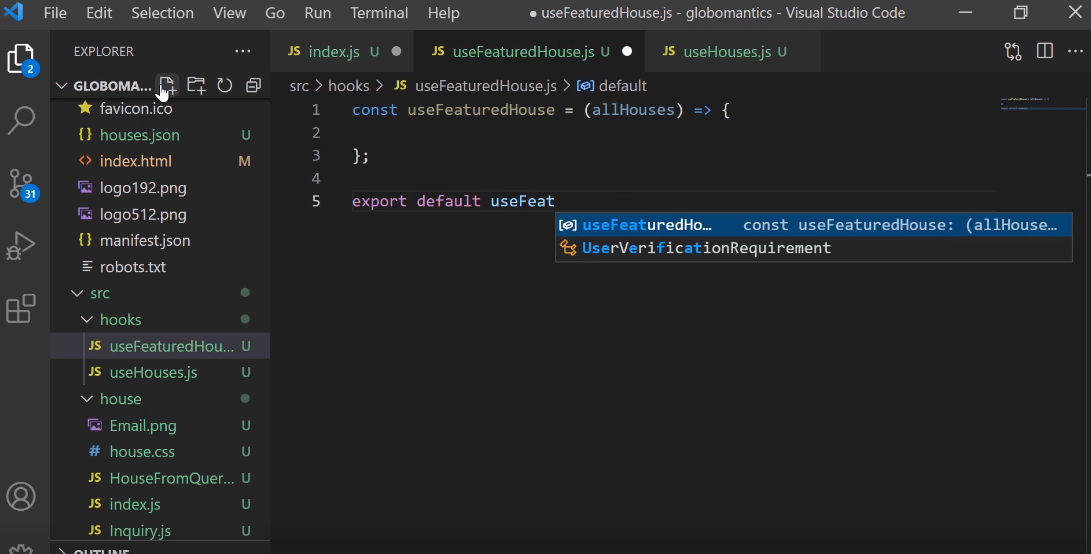 File Edit Selection View Go Run Terminal Help ● useFeaturedHouse.js - globomantics - Visual Studio Code
EXPLORER ...
JS index.js U
JS useFeaturedHouse.js U
JS useHouses.js U
GLOBOMA...
src > hooks > JS useFeaturedHouse.js > default
favicon.ico
{} houses.json U
<> index.html M
logo192.png
logo512.png
{} manifest.json
robots.txt
src
hooks
JS useFeaturedHou... U
JS useHouses.js U
house
Email.png U
# house.css U
JS HouseFromQuer... U
JS index.js U
JS Inquiry.js U
OUTLINE
2
31
1 const useFeaturedHouse = (allHouses) => {
2
3 };
4
5 export default useFeat
useFeaturedHo... const useFeaturedHouse: (allHouse...
UserVerificationRequirement